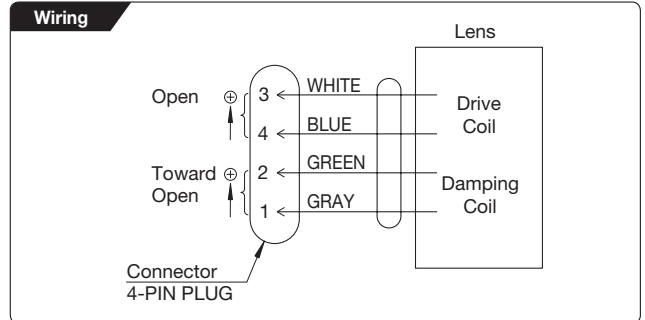 Wiring
Lens
Open ⊕
3
WHITE
4
BLUE
Drive
Coil
Toward ⊕
Open
2
GREEN
1
GRAY
Damping
Coil
Connector
4-PIN PLUG